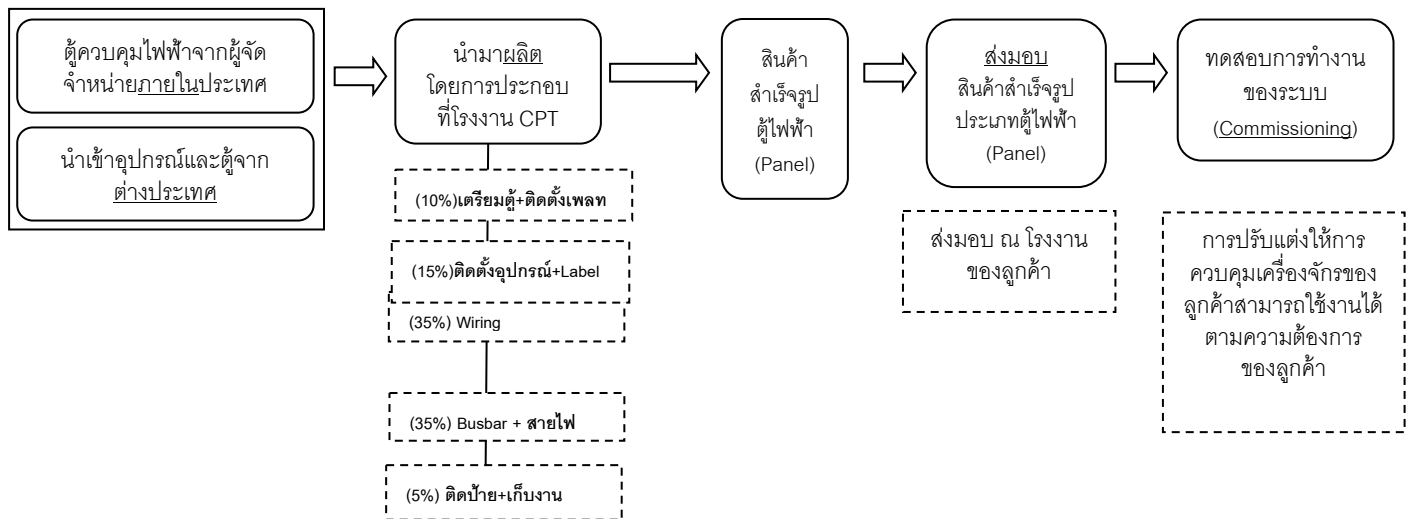 ตู้ควบคุมไฟฟ้าจากผู้จัด
จำหน่ายภายในประเทศ
นำเข้าอุปกรณ์และตู้จาก
ต่างประเทศ
นำมาผลิต
โดยการประกอบ
ที่โรงงาน CPT
(10%)เตรียมตู้+ติดตั้งเพลท
(15%)ติดตั้งอุปกรณ์+Label
(35%) Wiring
(35%) Busbar + สายไฟ
(5%) ติดป้าย+เก็บงาน
สินค้า
สำเร็จรูป
ตู้ไฟฟ้า
(Panel)
ส่งมอบ
สินค้าสำเร็จรูป
ประเภทตู้ไฟฟ้า
(Panel)
ส่งมอบ ณ โรงงาน
ของลูกค้า
ทดสอบการทำงาน
ของระบบ
(Commissioning)
การปรับแต่งให้การ
ควบคุมเครื่องจักรของ
ลูกค้าสามารถใช้งานได้
ตามความต้องการ
ของลูกค้า